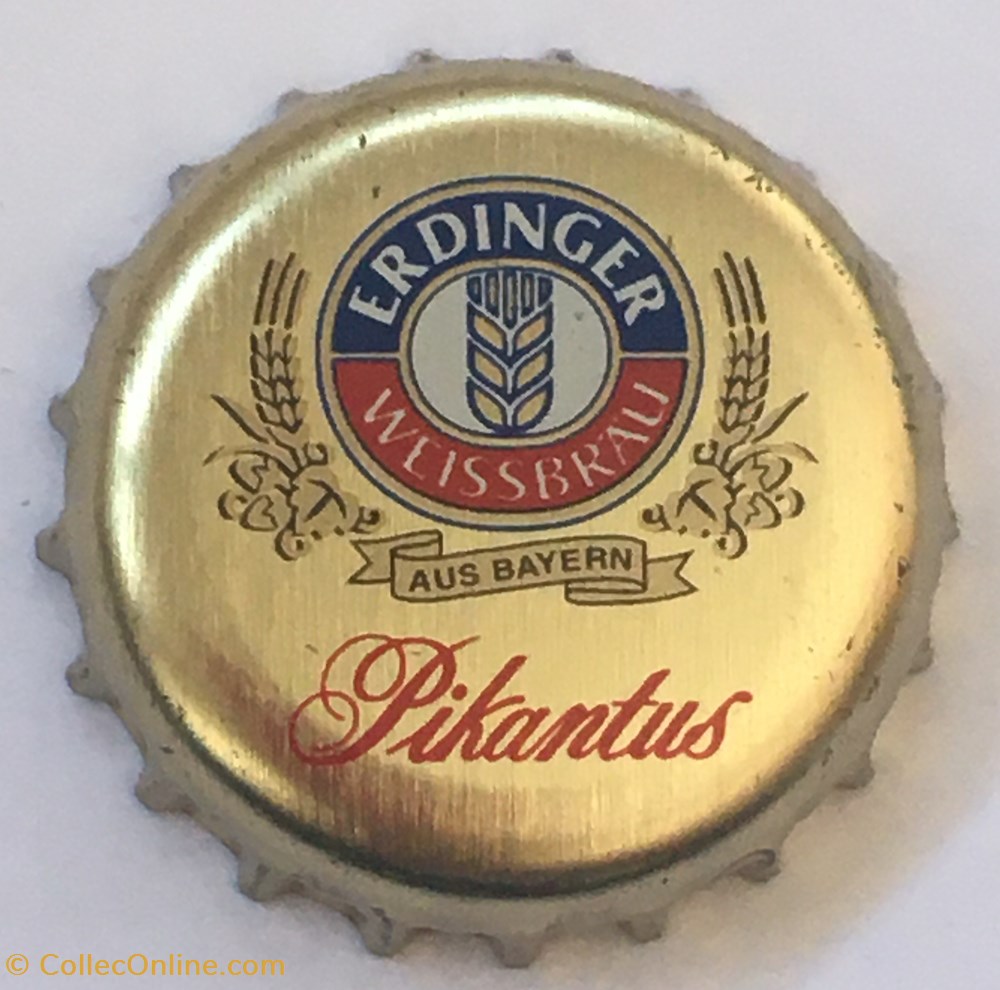 ERDINGER
WEISSBRÄU
AUS BAYERN
Pikantus
© CollecOnline.com